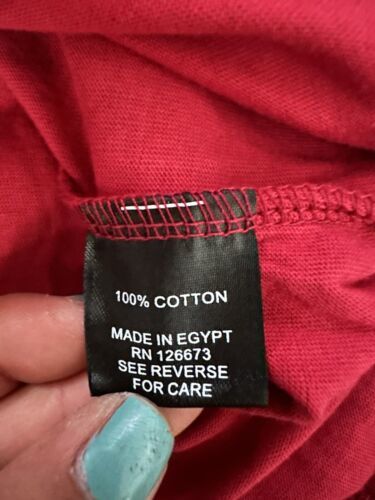 100% COTTON
MADE IN EGYPT
RN 126673
SEE REVERSE
FOR CARE